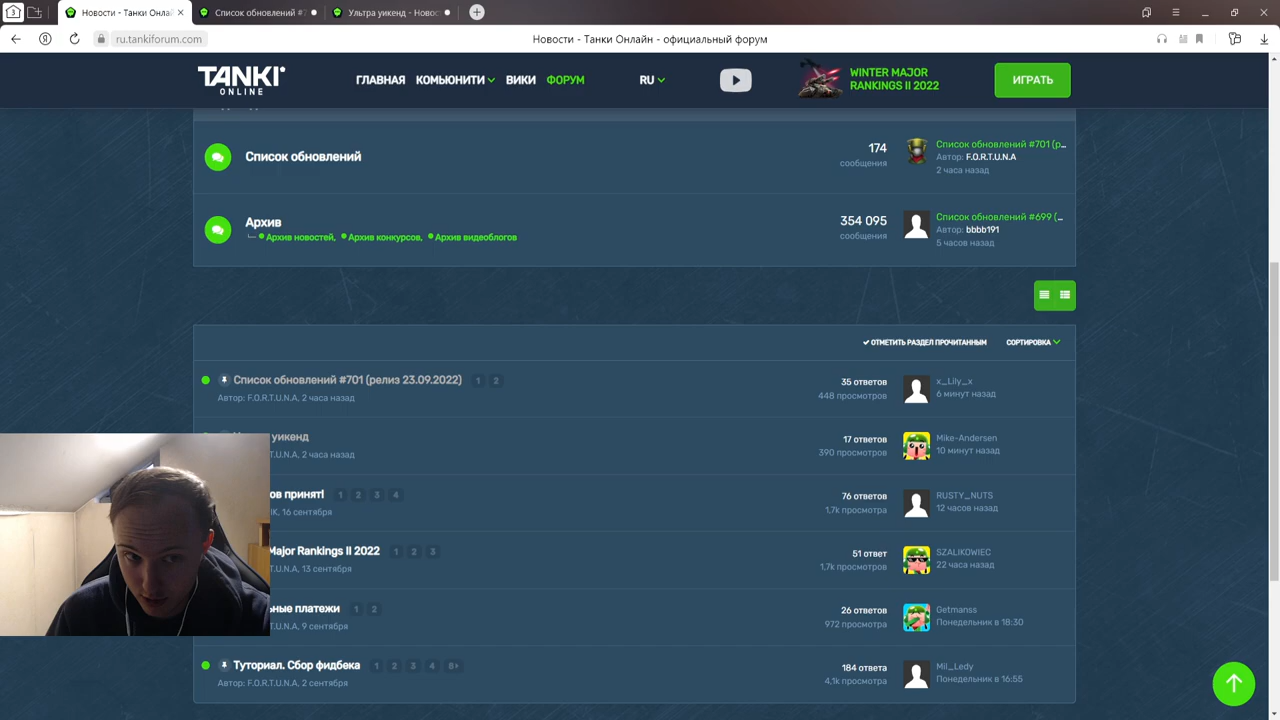 3
Новости - Танки Онлай
Список обновлений #7
Ультра уикенд - Новост
ru.tankiforum.com
Новости - Танки Онлайн - официальный форум
TANKI
ONLINE
ГЛАВНАЯ КОМЬЮНИТИ ВИКИ ФОРУМ
RU
WINTER MAJOR
RANKINGS II 2022
ИГРАТЬ
Список обновлений
174
сообщения
Список обновлений #701 (р...
Автор: F.O.R.T.U.N.A
2 часа назад
Архив
Архив новостей, Архив конкурсов, Архив видеоблогов
354 095
сообщения
Список обновлений #699 (...
Автор: bbbb191
5 часов назад
ОТМЕТИТЬ РАЗДЕЛ ПРОЧИТАННЫМ
СОРТИРОВКА
Список обновлений #701 (релиз 23.09.2022) 1 2
Автор: F.O.R.T.U.N.A, 2 часа назад
35 ответов
448 просмотров
x_Lily_x
6 минут назад
уикенд
T.U.N.A, 2 часа назад
17 ответов
390 просмотров
Mike-Andersen
10 минут назад
ов принят! 1 2 3 4
IK, 16 сентября
76 ответов
1,7k просмотра
RUSTY_NUTS
12 часов назад
Major Rankings II 2022 1 2 3
T.U.N.A, 13 сентября
51 ответ
1,7k просмотра
SZALIKOWIEC
22 часа назад
ьные платежи 1 2
T.U.N.A, 9 сентября
26 ответов
972 просмотра
Getmanss
Понедельник в 18:30
Туториал. Сбор фидбека 1 2 3 4 8
Автор: F.O.R.T.U.N.A, 2 сентября
184 ответа
4,1k просмотра
Mil_Ledy
Понедельник в 16:55